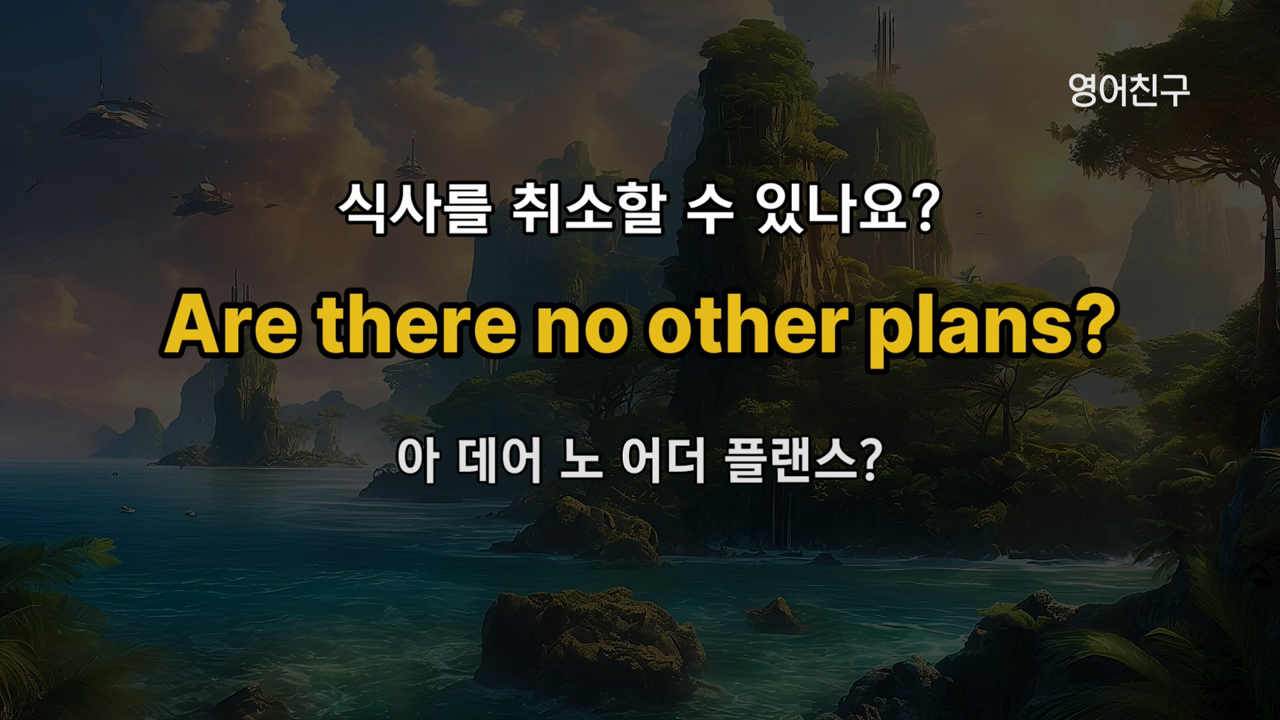 영어친구
식사를 취소할 수 있나요?
Are there no other plans?
아 데어 노 어더 플랜스?